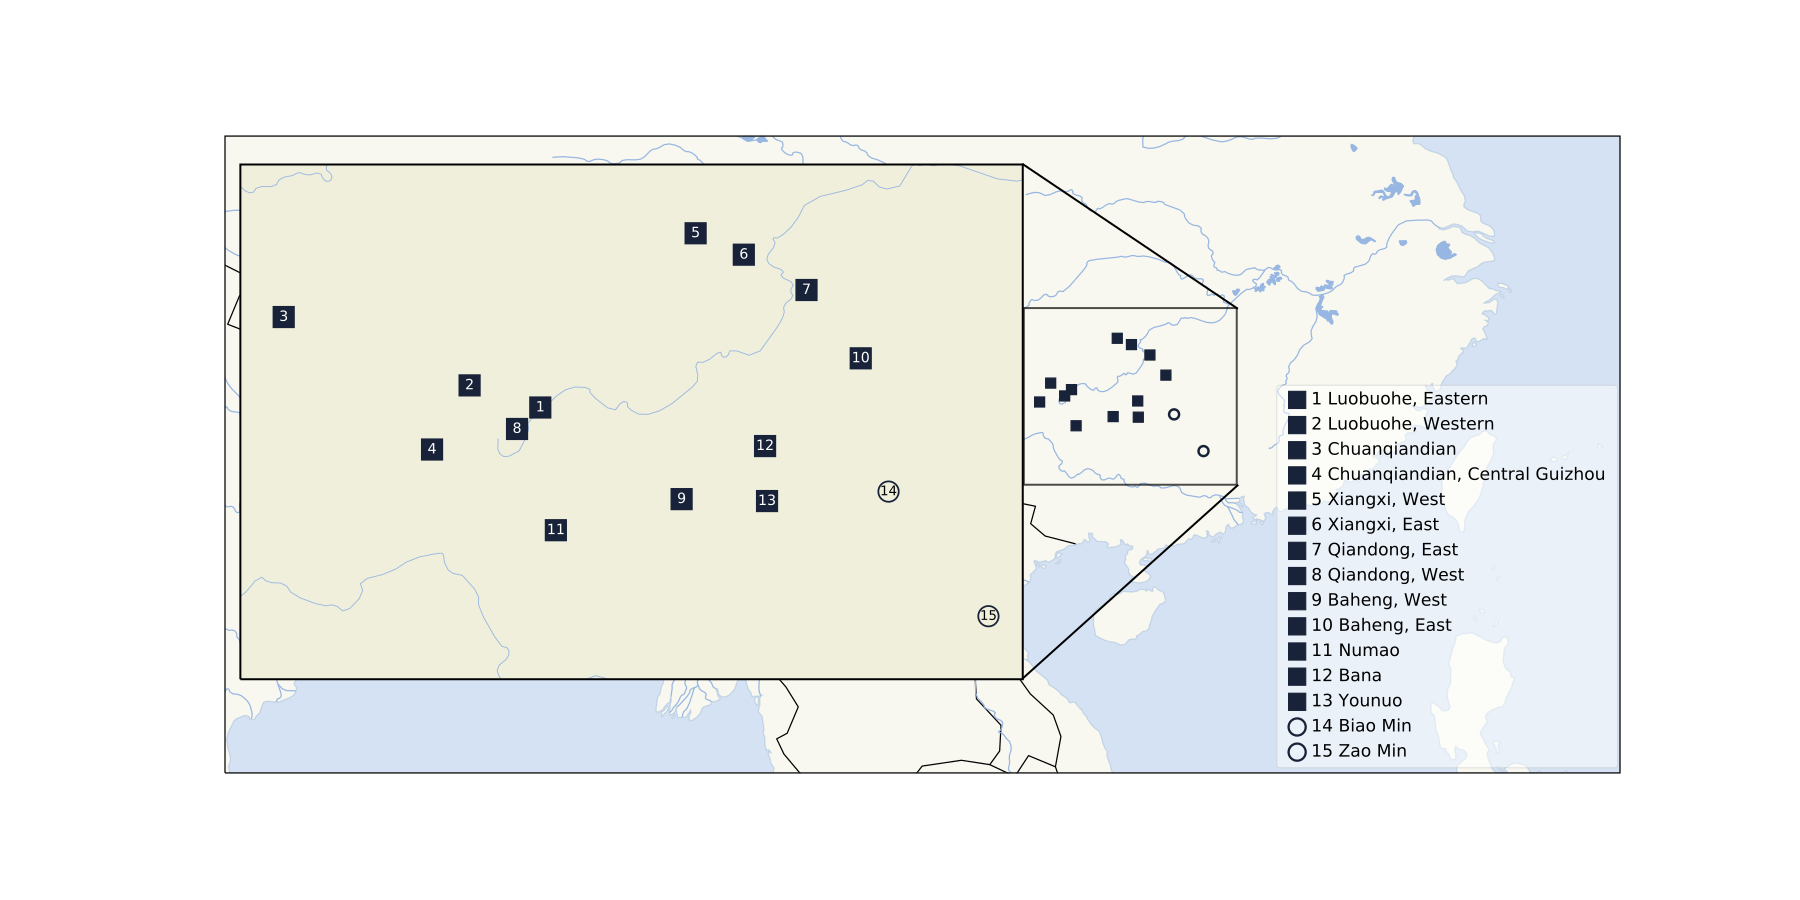 5
6
7
3
10
2
1
8
4
12
14
9
13
11
15
1 Luobuohe, Eastern
2 Luobuohe, Western
3 Chuanqiandian
4 Chuanqiandian, Central Guizhou
5 Xiangxi, West
6 Xiangxi, East
7 Qiandong, East
8 Qiandong, West
9 Baheng, West
10 Baheng, East
11 Numao
12 Bana
13 Younuo
14 Biao Min
15 Zao Min